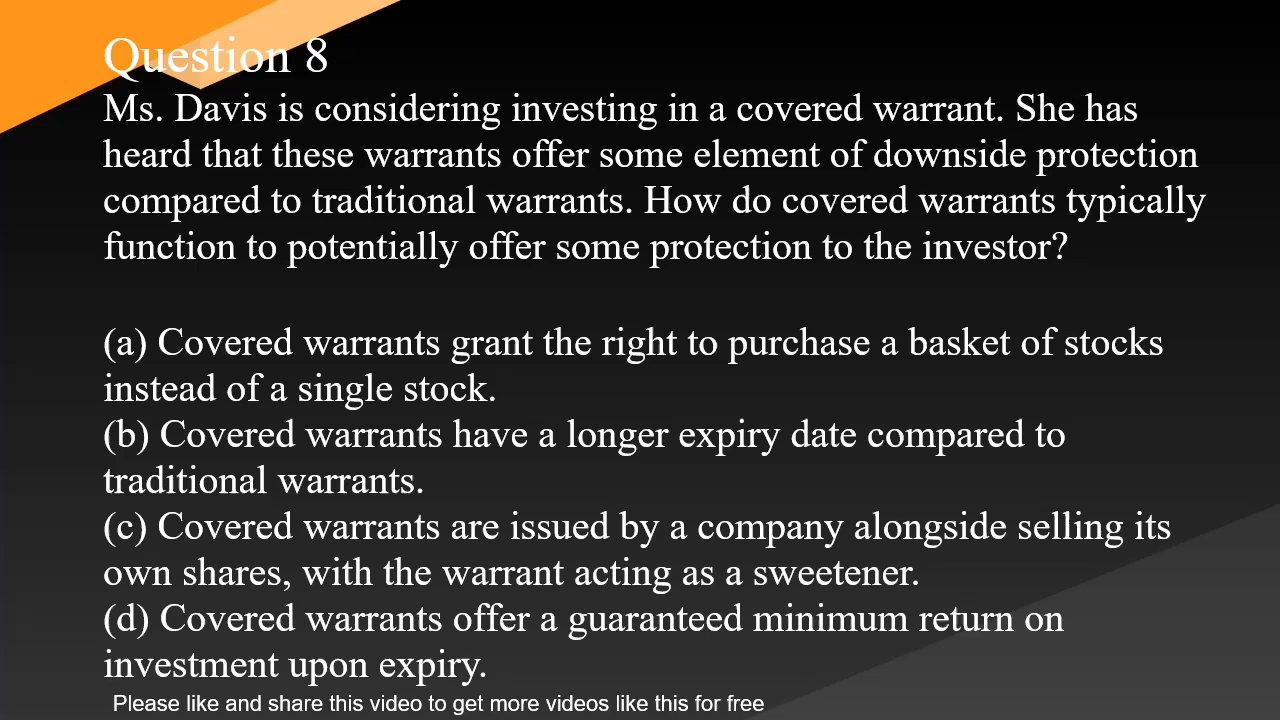 Question 8
Ms. Davis is considering investing in a covered warrant. She has
heard that these warrants offer some element of downside protection
compared to traditional warrants. How do covered warrants typically
function to potentially offer some protection to the investor?
(a) Covered warrants grant the right to purchase a basket of stocks
instead of a single stock.
(b) Covered warrants have a longer expiry date compared to
traditional warrants.
(c) Covered warrants are issued by a company alongside selling its
own shares, with the warrant acting as a sweetener.
(d) Covered warrants offer a guaranteed minimum return on
investment upon expiry.
Please like and share this video to get more videos like this for free